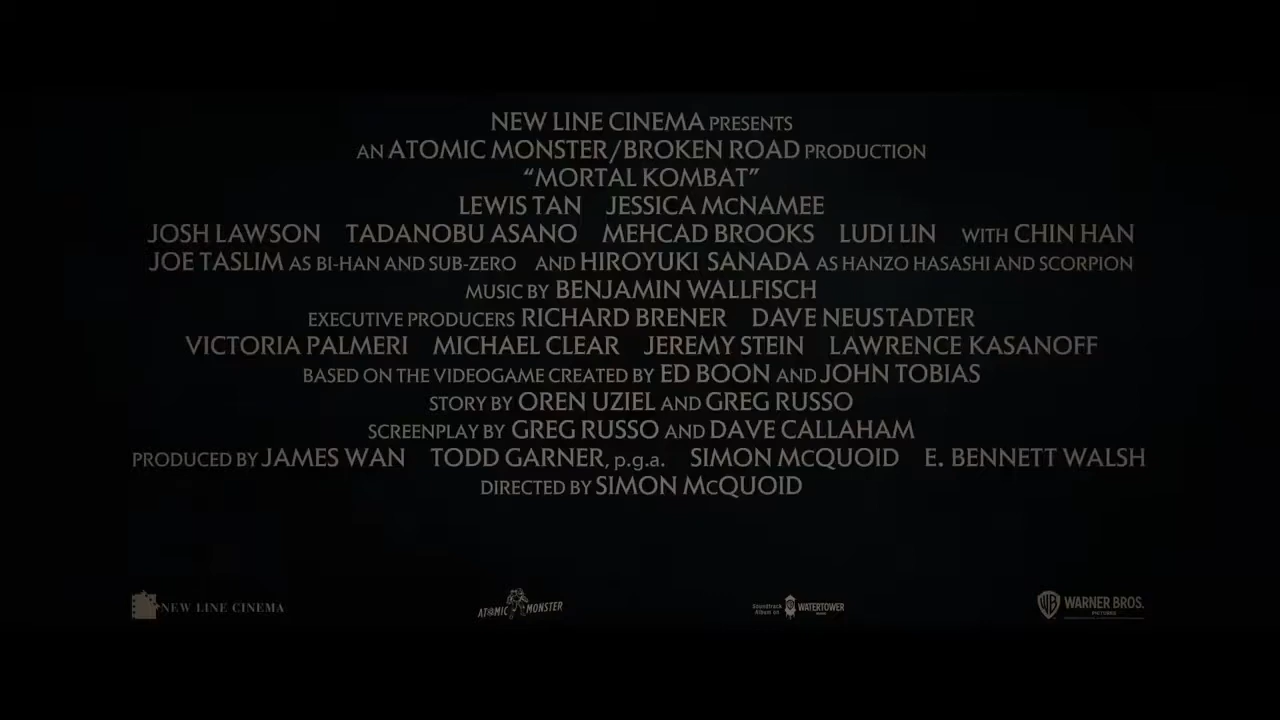 NEW LINE CINEMA PRESENTS
AN ATOMIC MONSTER/BROKEN ROAD PRODUCTION
“MORTAL KOMBAT”
LEWIS TAN JESSICA McNAMEE
JOSH LAWSON TADANOBU ASANO MEHCAD BROOKS LUDI LIN WITH CHIN HAN
JOE TASLIM AS BI-HAN AND SUB-ZERO AND HIROYUKI SANADA AS HANZO HASASHI AND SCORPION
MUSIC BY BENJAMIN WALLFISCH
EXECUTIVE PRODUCERS RICHARD BRENER DAVE NEUSTADTER
VICTORIA PALMERI MICHAEL CLEAR JEREMY STEIN LAWRENCE KASANOFF
BASED ON THE VIDEOGAME CREATED BY ED BOON AND JOHN TOBIAS
STORY BY OREN UZIEL AND GREG RUSSO
SCREENPLAY BY GREG RUSSO AND DAVE CALLAHAM
PRODUCED BY JAMES WAN TODD GARNER, p.g.a. SIMON McQUOID E. BENNETT WALSH
DIRECTED BY SIMON McQUOID
NEW LINE CINEMA
ATOMIC MONSTER
Soundtrack
Album on
WATERTOWER
WB
WARNER BROS.
PICTURES